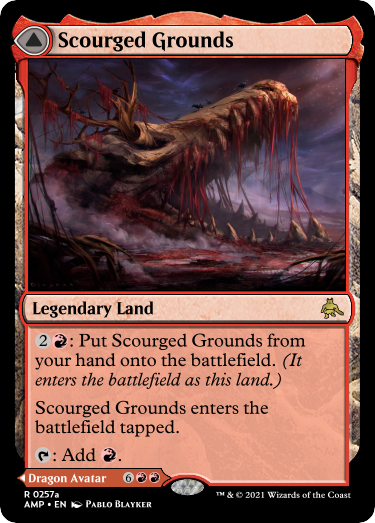 Scourged Grounds
Legendary Land
2 R: Put Scourged Grounds from
your hand onto the battlefield. (It
enters the battlefield as this land.)
Scourged Grounds enters the
battlefield tapped.
T: Add R.
Dragon Avatar 6 R R
R 0257a
AMP • EN Pablo Blayker
™ & © 2021 Wizards of the Coast